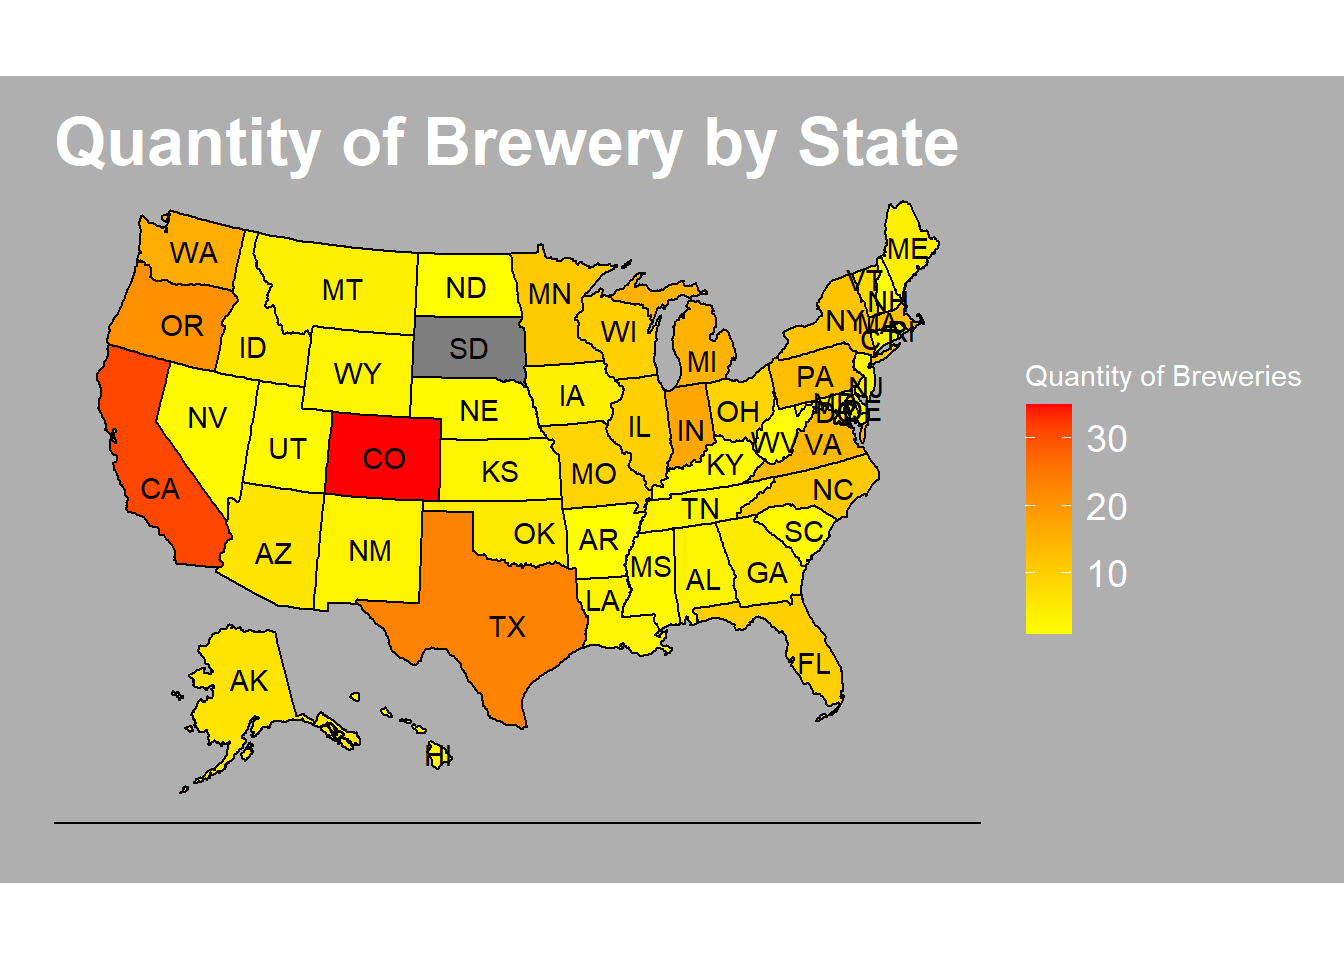 Quantity of Brewery by State
ME
WA
VT
MT
ND
MN
NH
OR
NY
MA
RI
WI
CT
ID
SD
MI
WY
PA
NJ
IA
NE
OH
NV
IL
IN
WV
VA
UT
CO
KY
KS
MO
CA
NC
TN
OK
SC
AR
AZ
NM
MS
AL
GA
LA
TX
FL
AK
HI
Quantity of Breweries
30
20
10